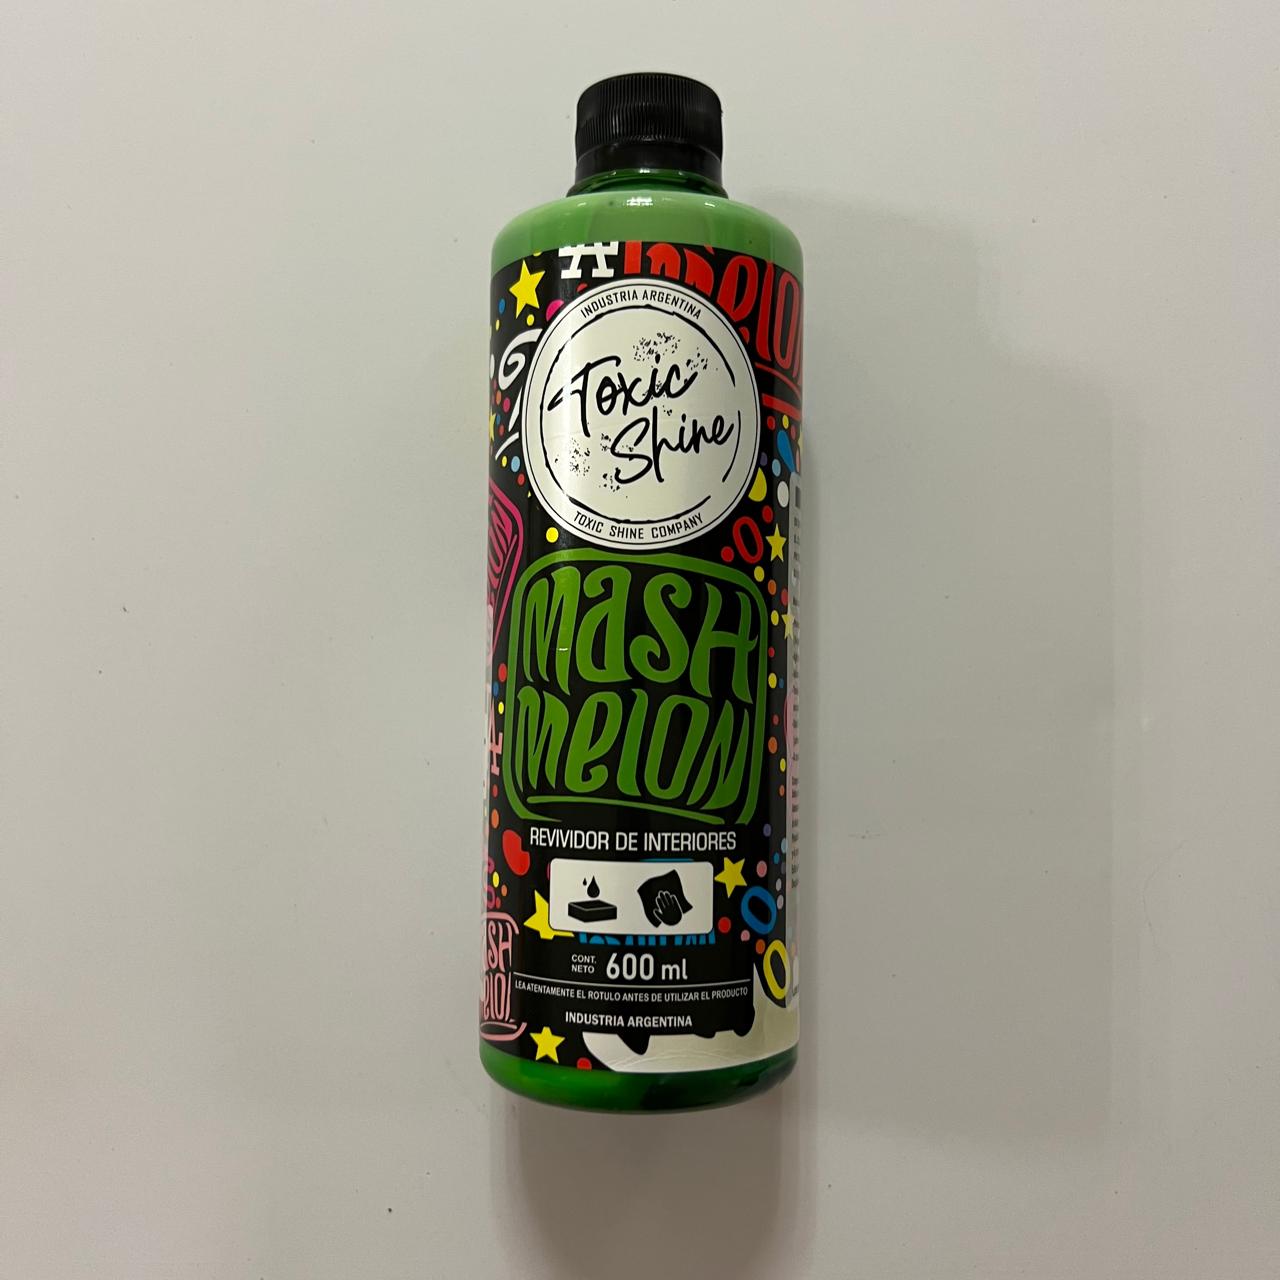 INDUSTRIA ARGENTINA
Toxic
Shine
TOXIC SHINE COMPANY
MASH
MELON
REVIVIDOR DE INTERIORES
CONT.
NETO
600 ml
LEA ATENTAMENTE EL ROTULO ANTES DE UTILIZAR EL PRODUCTO
INDUSTRIA ARGENTINA